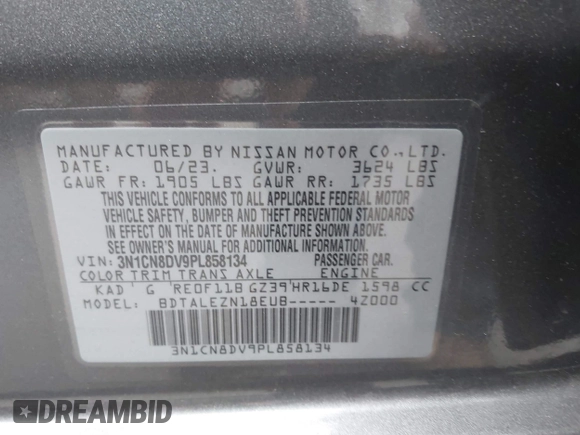 MANUFACTURED BY NISSAN MOTOR CO., LTD.
DATE: 06/23. GVWR: 3624 LBS
GAWR FR: 1905 LBS GAWR RR: 1735 LBS
THIS VEHICLE CONFORMS TO ALL APPLICABLE FEDERAL MOTOR
VEHICLE SAFETY, BUMPER AND THEFT PREVENTION STANDARDS
IN EFFECT ON THE DATE OF MANUFACTURE SHOWN ABOVE.
SEE OWNER'S MANUAL FOR ADDITIONAL INFORMATION.
VIN: 3N1CN8DV9PL858134 PASSENGER CAR.
COLOR TRIM TRANS AXLE ENGINE
KAD G RE0F11B GZ39 HR16DE 1598 CC
MODEL: BDTALEZN18EUB----- 4Z000
3N1CN8DV9PL858134
DREAMBID